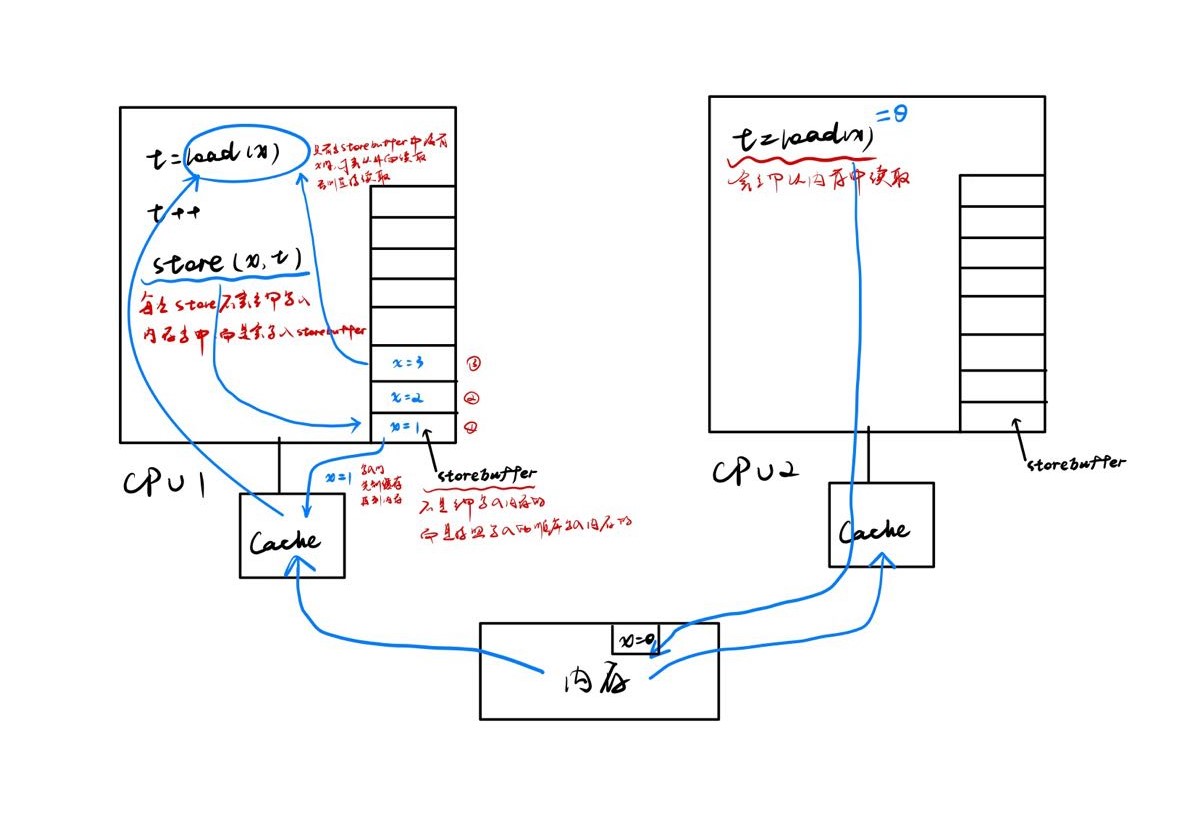 t=load(x)
只有当storebuffer中没有
x时,才会从外面读取
否则直接读取
t++
store(x,t)
每次store不会立即写入
内存当中 而是先写入storebuffer
x=3 ③
x=2 ②
x=1 ①
CPU1
x=1
写入时
先到缓存
再到内存
storebuffer
不是立即写入内存的
而是按照写入的顺序写入内存的
Cache
=0
t=load(x)
会立即从内存中读取
storebuffer
CPU2
Cache
x=0
内存